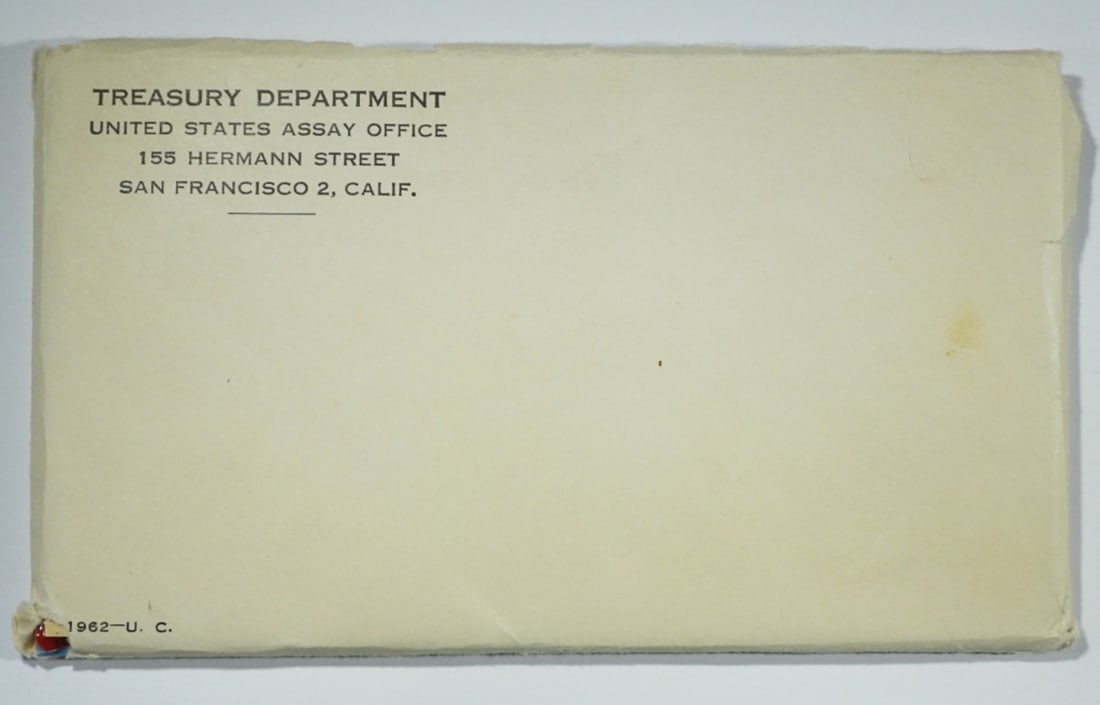 TREASURY DEPARTMENT
UNITED STATES ASSAY OFFICE
155 HERMANN STREET
SAN FRANCISCO 2, CALIF.
1962—U. C.